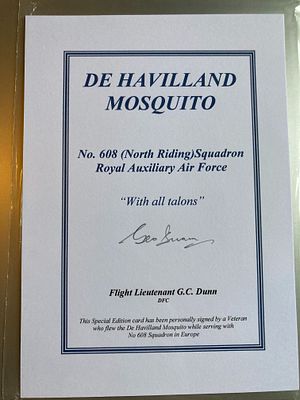 DE HAVILLAND
MOSQUITO
No. 608 (North Riding)Squadron
Royal Auxiliary Air Force
"With all talons"
Geo Dunn
Flight Lieutenant G.C. Dunn
DFC
This Special Edition card has been personally signed by a Veteran
who flew the De Havilland Mosquito while serving with
No 608 Squadron in Europe